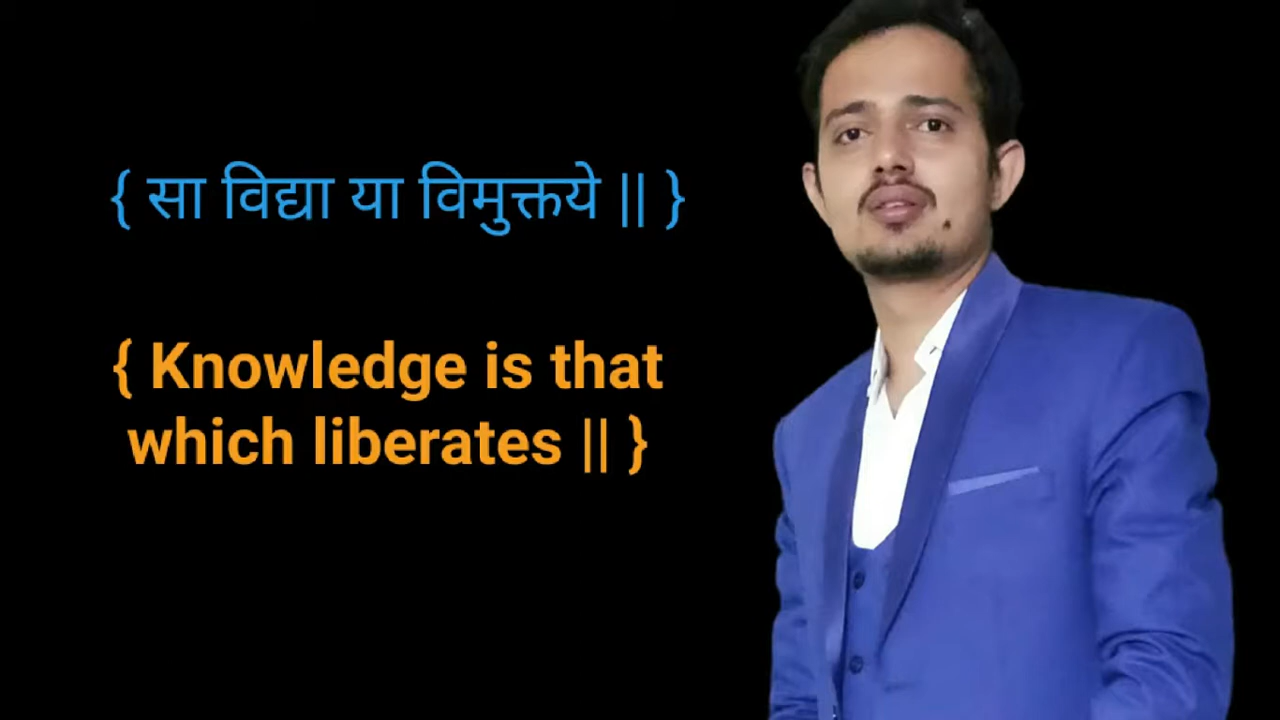 { सा विद्या या विमुक्तये || }
{ Knowledge is that
which liberates || }